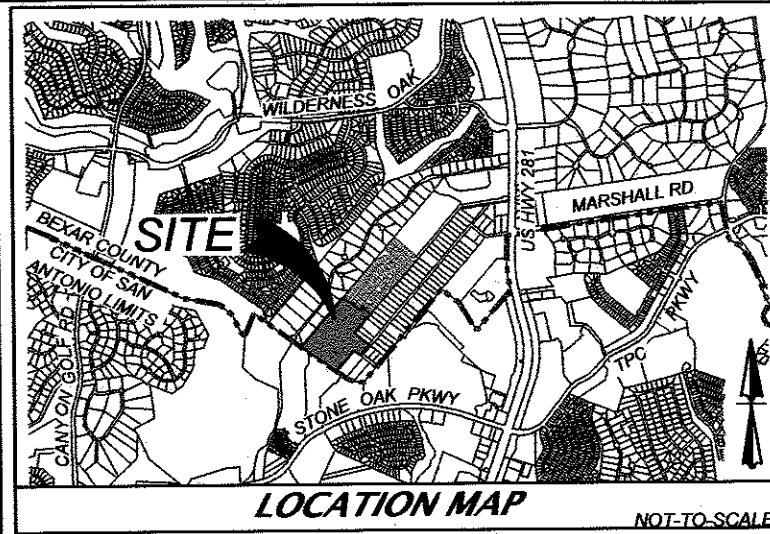 WILDERNESS OAK
US HWY 281
MARSHALL RD
BEXAR COUNTY
CITY OF SAN
ANTONIO LIMITS
SITE
CANYON GOLF RD
TPC PKWY
STONE OAK PKWY
LOCATION MAP
NOT-TO-SCALE